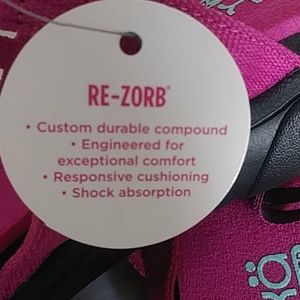 RE-ZORB®
• Custom durable compound
• Engineered for
exceptional comfort
• Responsive cushioning
• Shock absorption